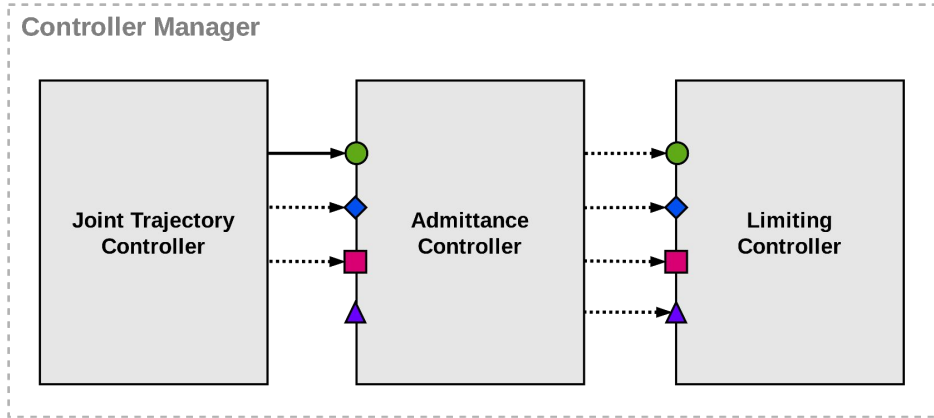 Controller Manager
Joint Trajectory
Controller
Admittance
Controller
Limiting
Controller